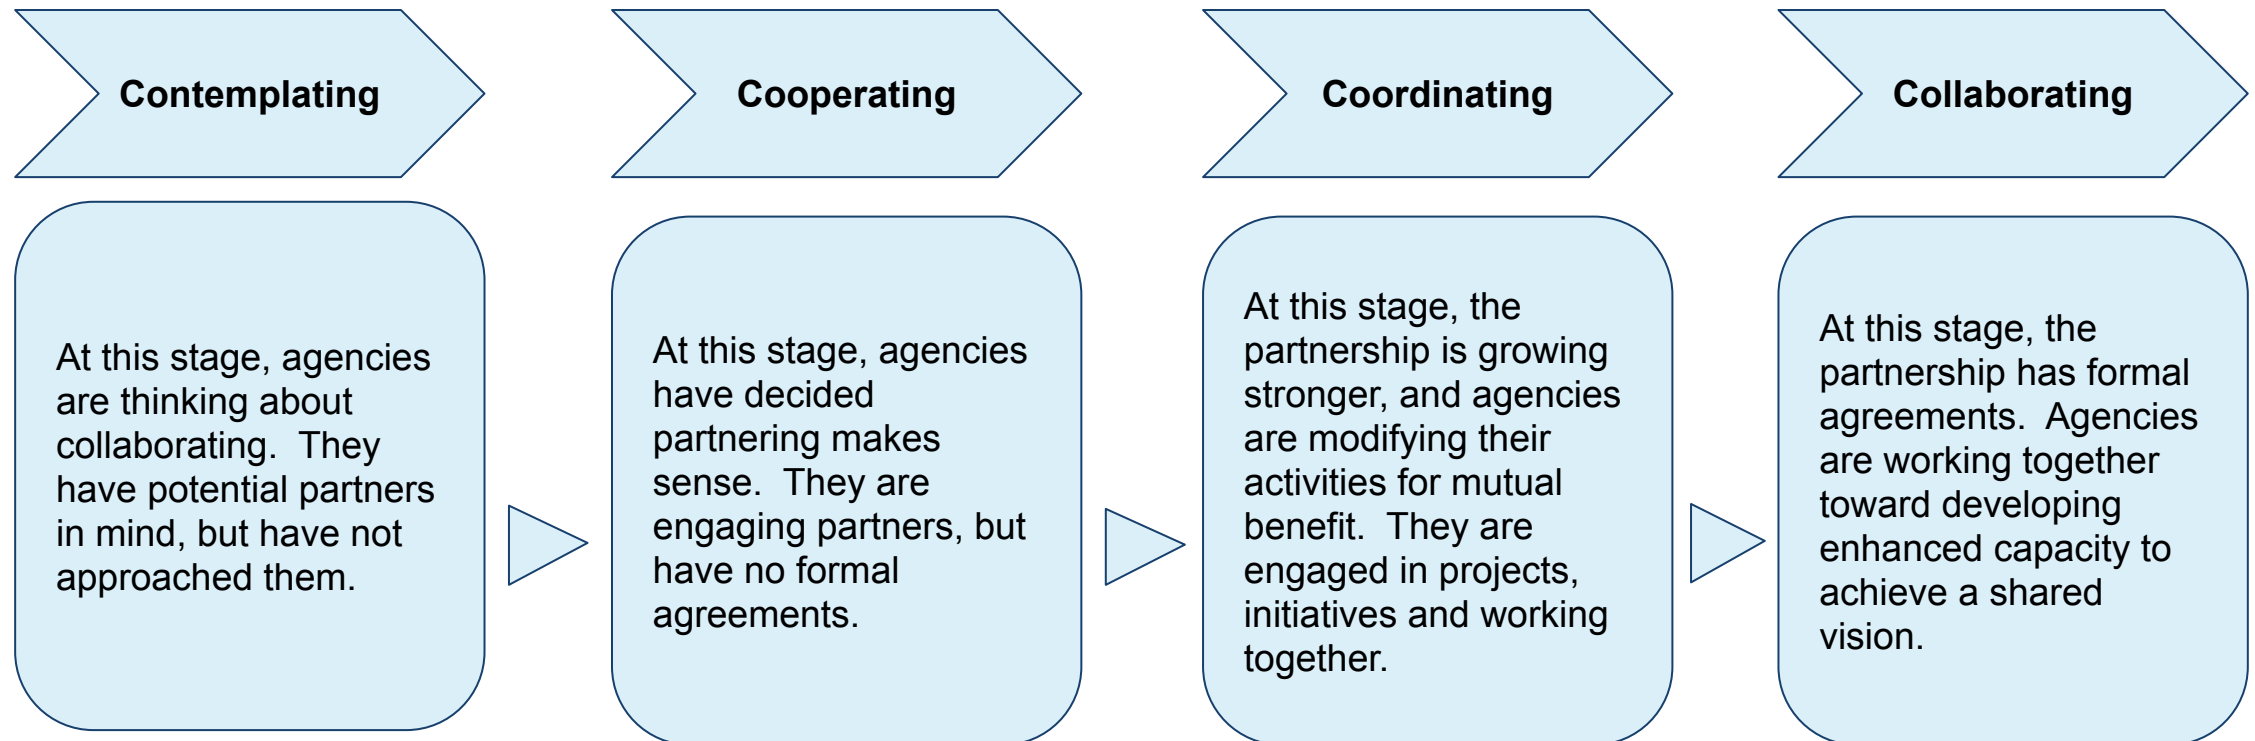 Contemplating
Cooperating
Coordinating
Collaborating
At this stage, agencies
are thinking about
collaborating.  They
have potential partners
in mind, but have not
approached them.
At this stage, agencies
have decided
partnering makes
sense.  They are
engaging partners, but
have no formal
agreements.
At this stage, the
partnership is growing
stronger, and agencies
are modifying their
activities for mutual
benefit.  They are
engaged in projects,
initiatives and working
together.
At this stage, the
partnership has formal
agreements.  Agencies
are working together
toward developing
enhanced capacity to
achieve a shared
vision.